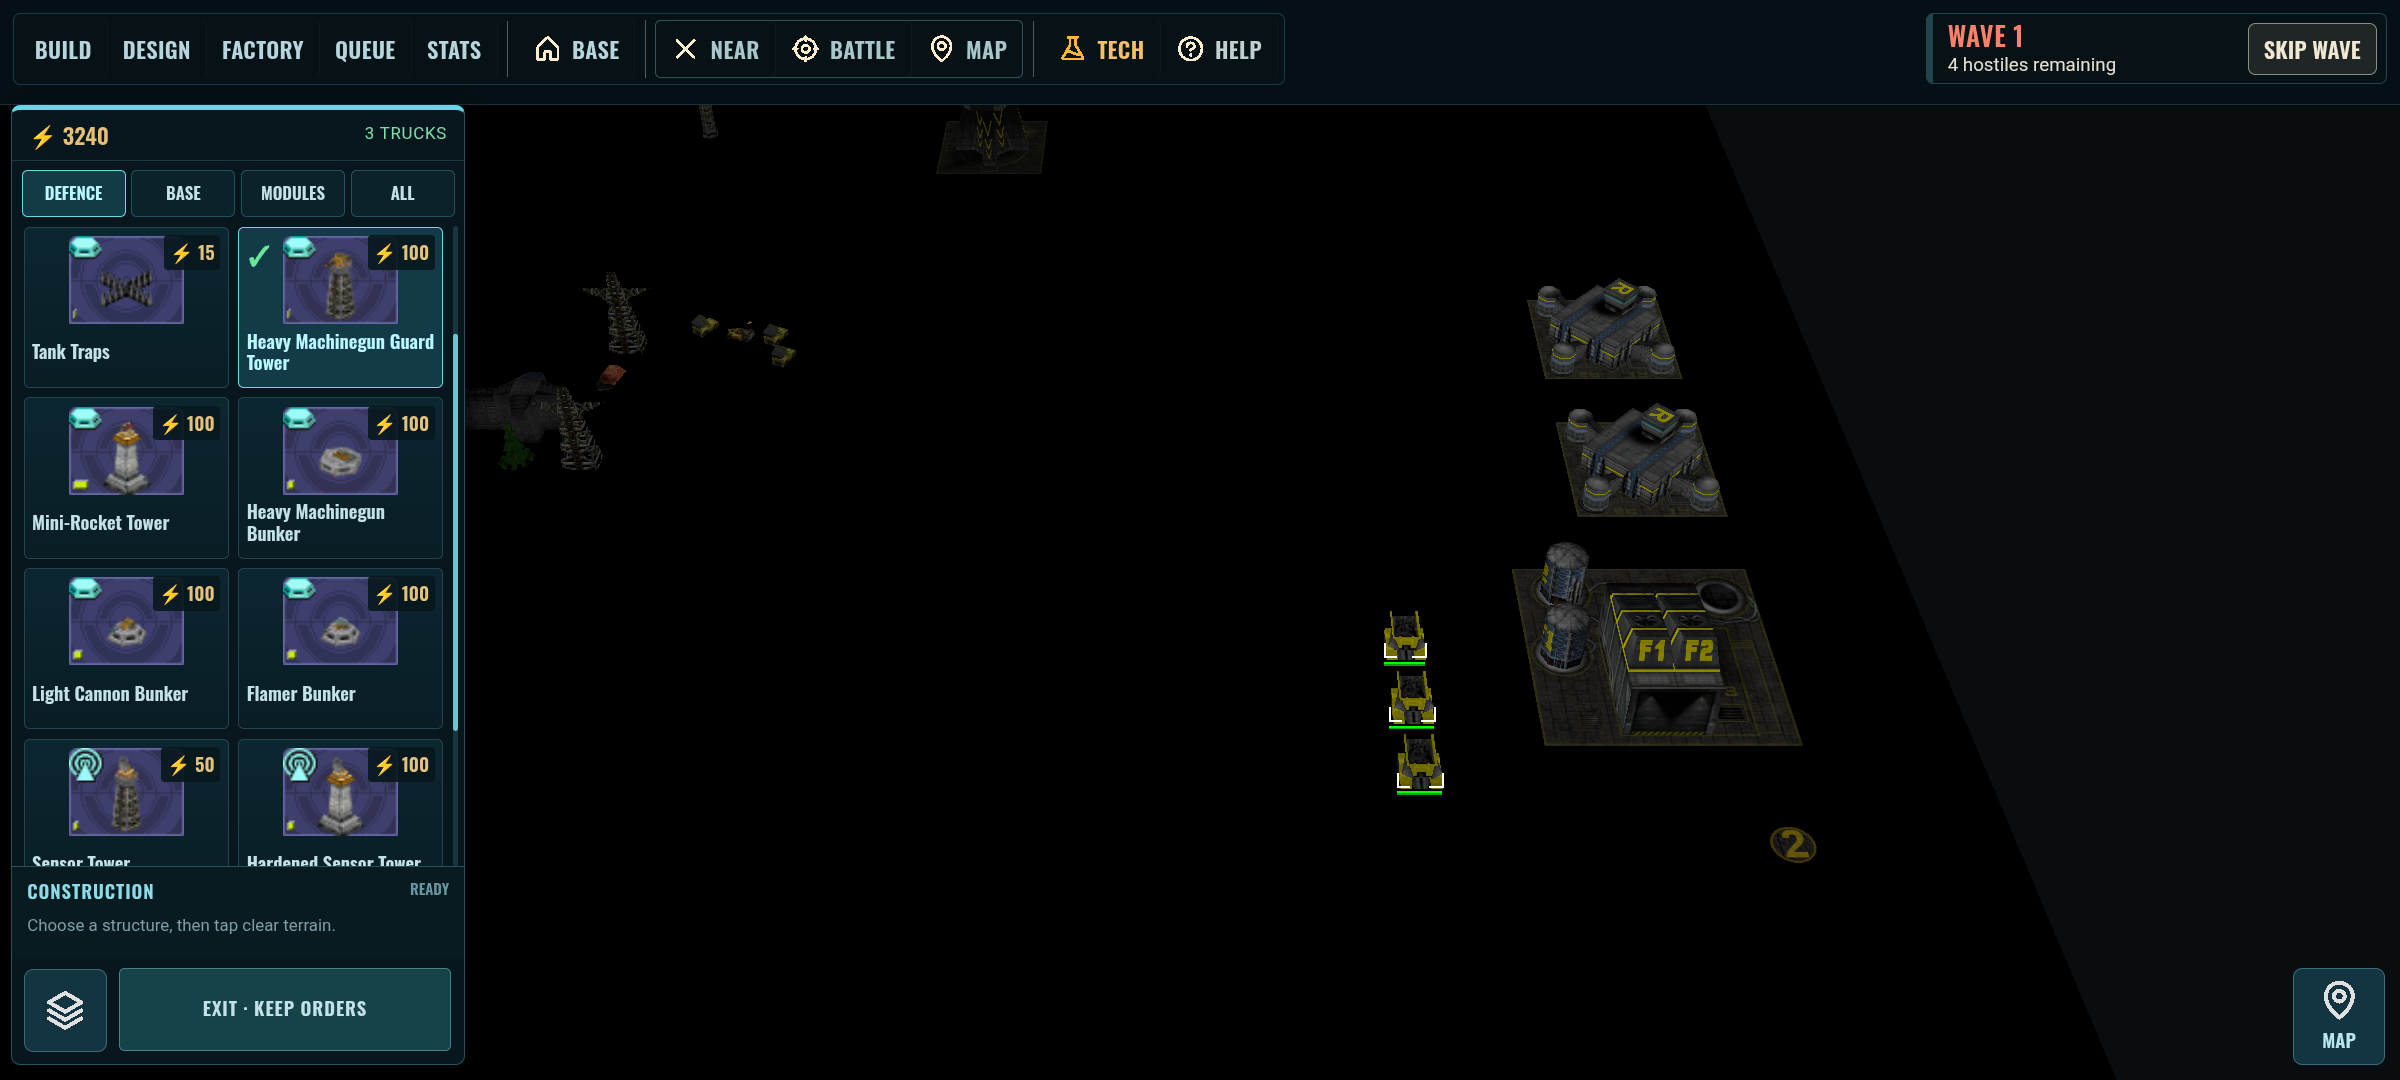 BUILD DESIGN FACTORY QUEUE STATS BASE NEAR BATTLE MAP TECH HELP
WAVE 1
4 hostiles remaining
SKIP WAVE
3240
3 TRUCKS
DEFENCE BASE MODULES ALL
15
Tank Traps
100
Heavy Machinegun Guard
Tower
100
Mini-Rocket Tower
100
Heavy Machinegun
Bunker
100
Light Cannon Bunker
100
Flamer Bunker
50
Sensor Tower
100
Hardened Sensor Tower
CONSTRUCTION
READY
Choose a structure, then tap clear terrain.
EXIT · KEEP ORDERS
R
R
F1 F2
2
MAP